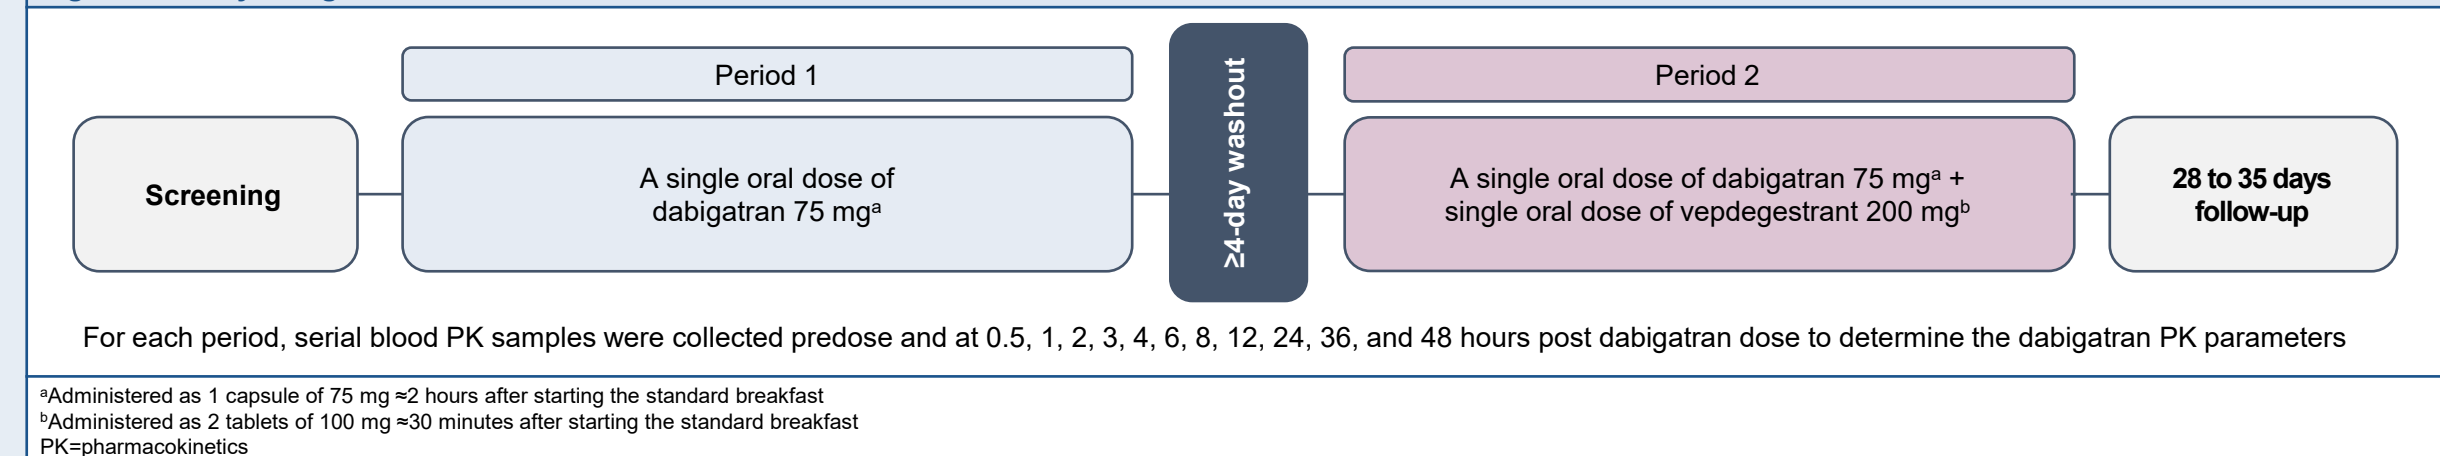 Period 1
Period 2
Screening
A single oral dose of
dabigatran 75 mgᵃ
≥4-day washout
A single oral dose of dabigatran 75 mgᵃ +
single oral dose of vepdegestrant 200 mgᵇ
28 to 35 days
follow-up
For each period, serial blood PK samples were collected predose and at 0.5, 1, 2, 3, 4, 6, 8, 12, 24, 36, and 48 hours post dabigatran dose to determine the dabigatran PK parameters
ᵃAdministered as 1 capsule of 75 mg ≈2 hours after starting the standard breakfast
ᵇAdministered as 2 tablets of 100 mg ≈30 minutes after starting the standard breakfast
PK=pharmacokinetics